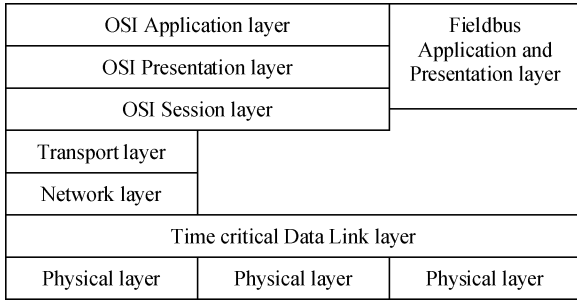 OSI Application layer
Fieldbus
Application and
Presentation layer
OSI Presentation layer
OSI Session layer
Transport layer
Network layer
Time critical Data Link layer
Physical layer
Physical layer
Physical layer